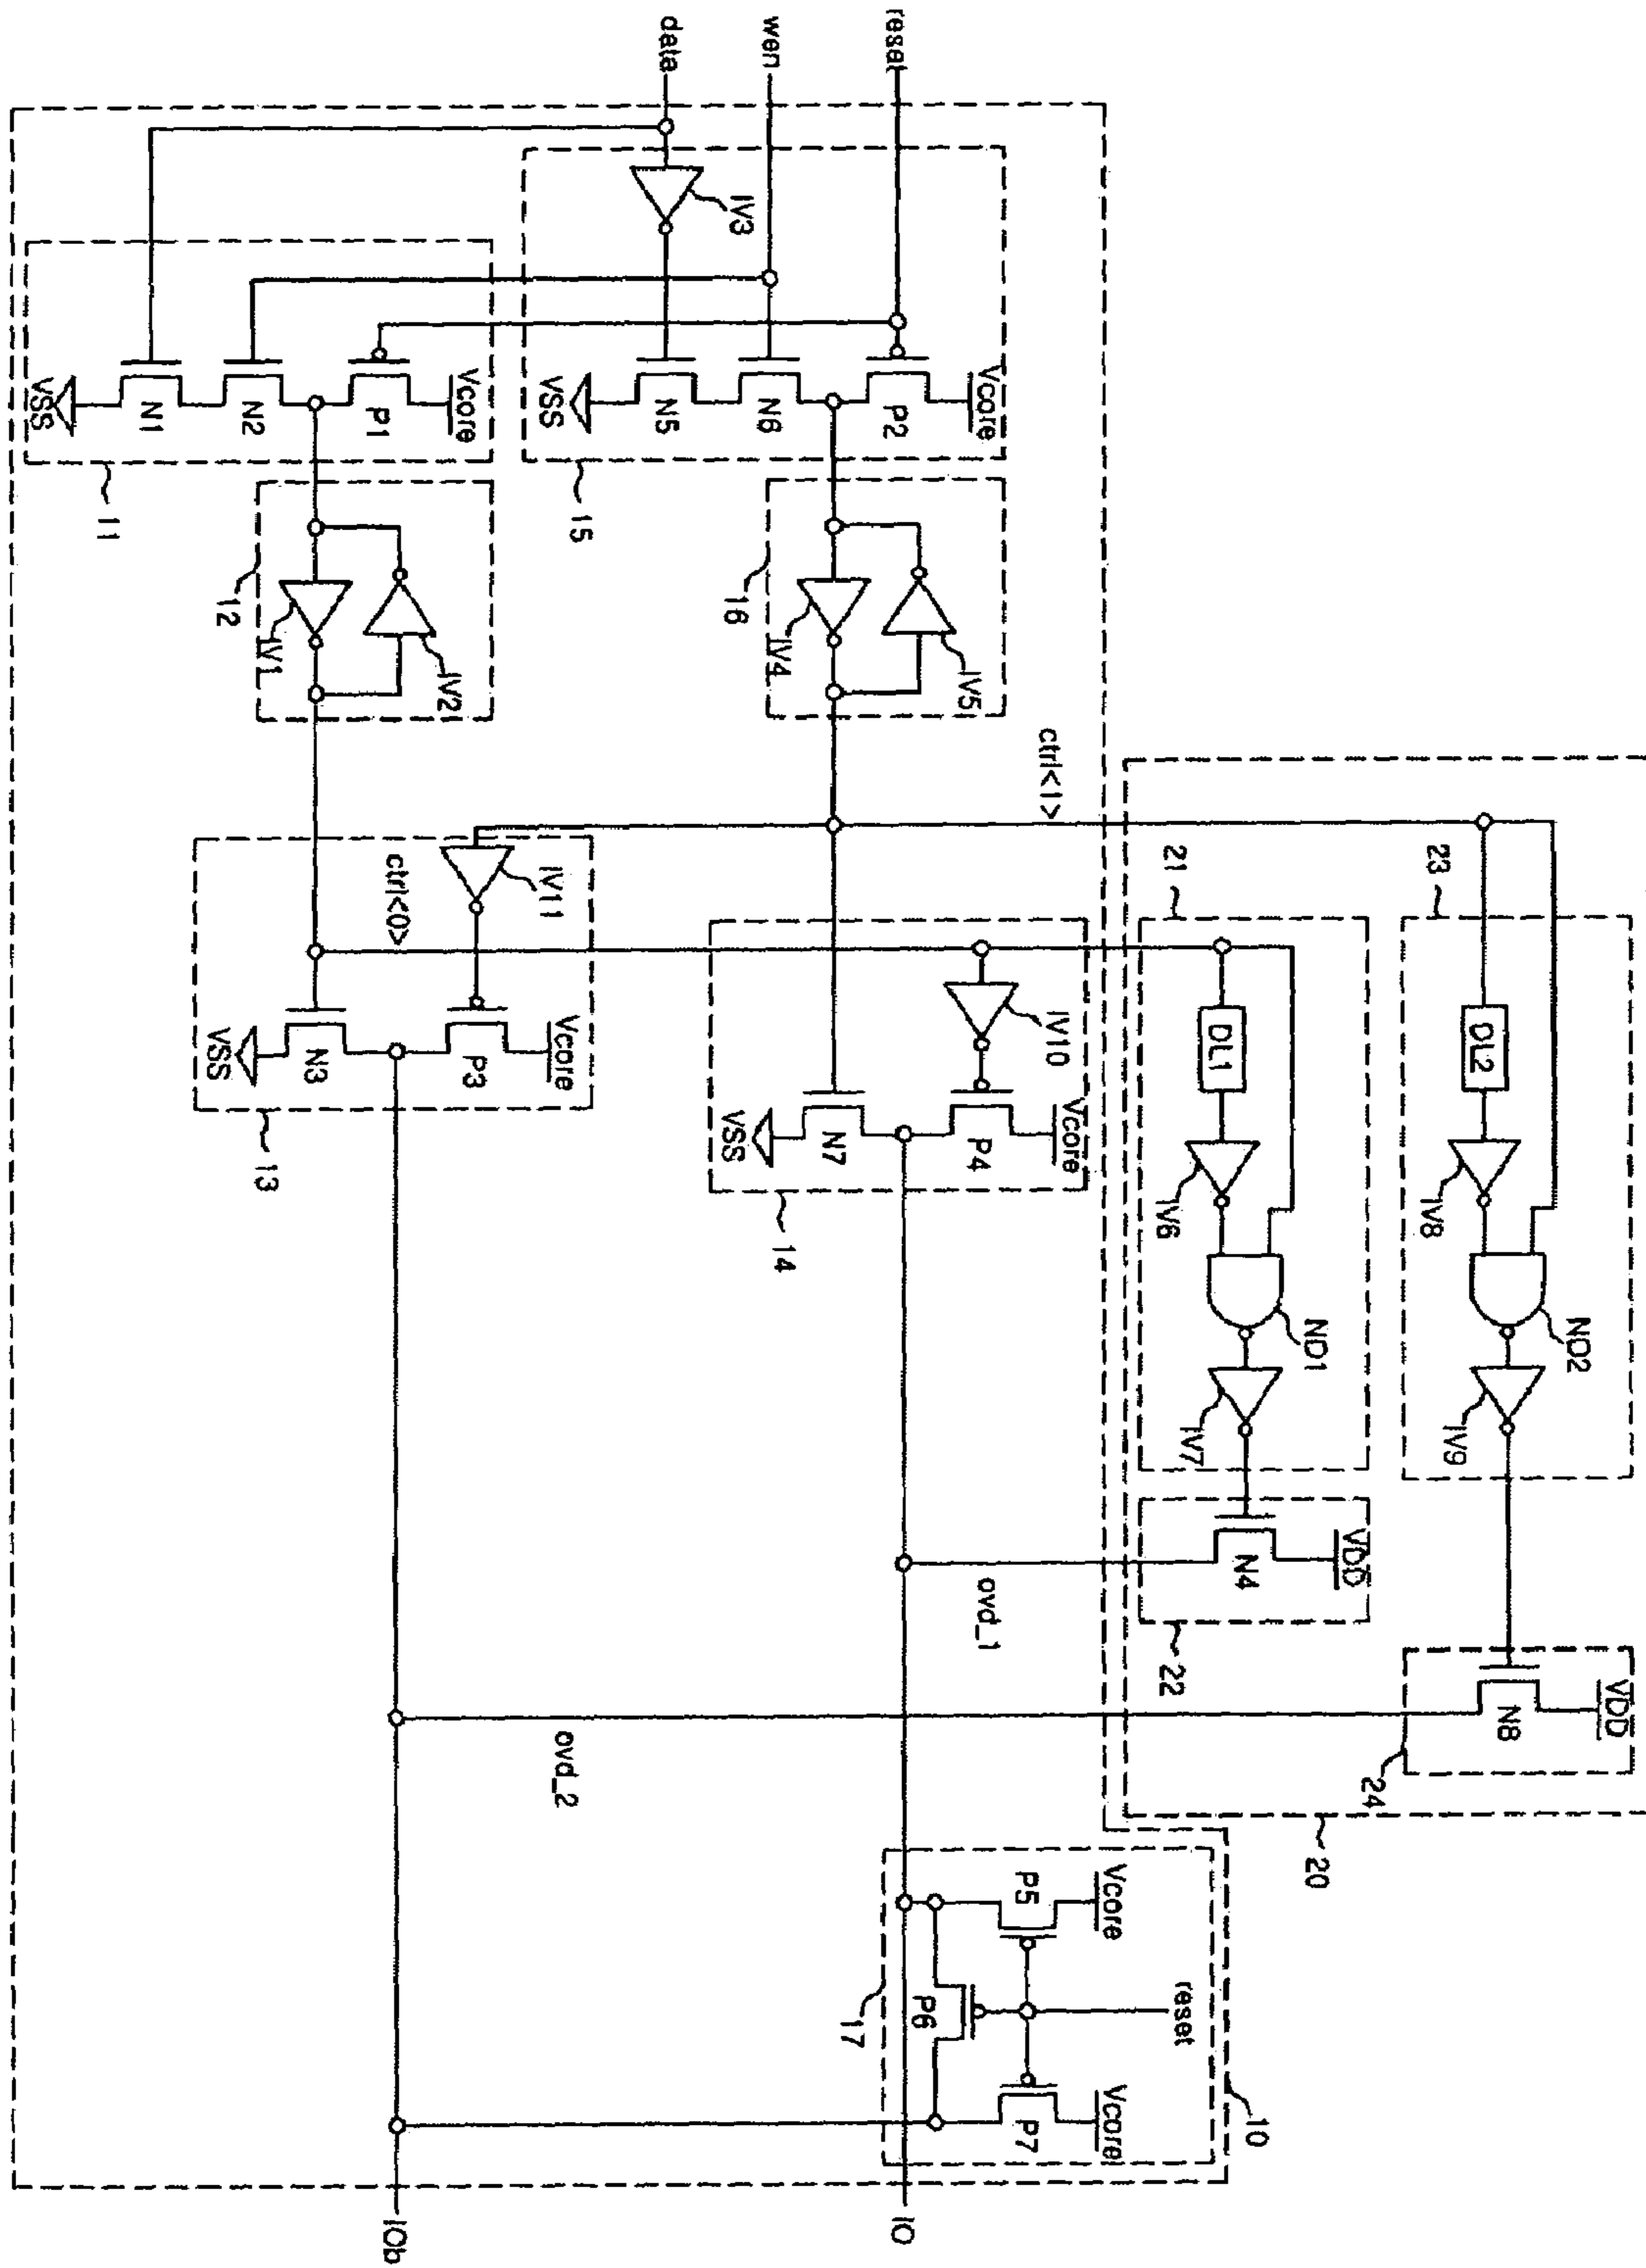 reset
wen
data
IV3
Vcore
P2
N6
N5
VSS
15
Vcore
P1
N2
N1
VSS
11
IV5
IV4
16
IV2
IV1
12
ctrl<1>
ctrl<0>
IV11
Vcore
P3
N3
VSS
13
IV10
Vcore
P4
N7
VSS
14
21
DL1
IV6
ND1
IV7
23
DL2
IV8
ND2
IV9
VDD
N4
22
VDD
N8
24
20
ovd_1
ovd_2
Vcore
P5
reset
P6
17
Vcore
P7
10
IO
IOb